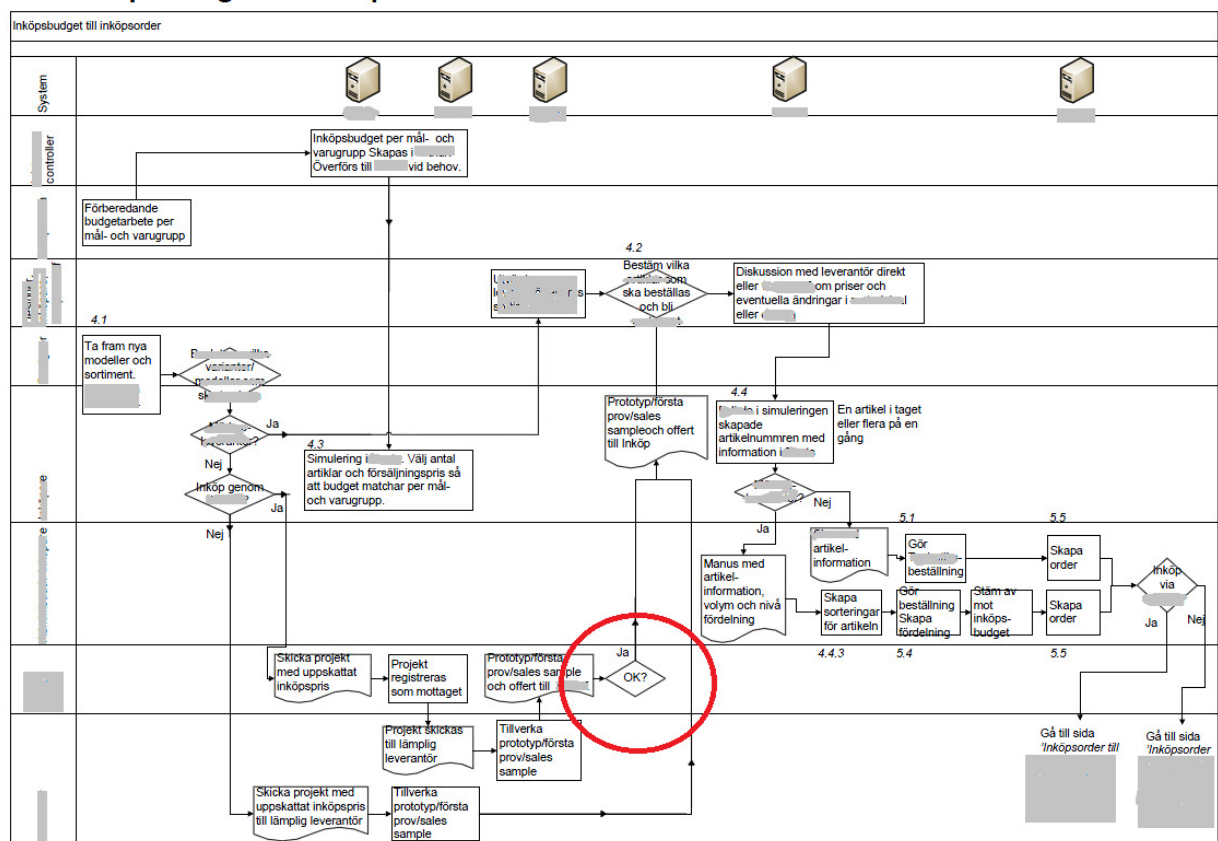 Inköpsbudget till inköpsorder
System
controller
Inköpsbudget per mål- och
varugrupp Skapas i
Överförs till vid behov.
Förberedande
budgetarbete per
mål- och varugrupp
4.2
Bestäm vilka
som
ska beställas
och bli
Diskussion med leverantör direkt
eller om priser och
eventuella ändringar i
eller
4.1
Ta fram nya
modeller och
sortiment.
varianter/
Ja
Nej
Inköp genom
Ja
Nej
4.3
Simulering i . Välj antal
artiklar och försäljningspris så
att budget matchar per mål-
och varugrupp.
Prototyp/första
prov/sales
sampleoch offert
till Inköp
4.4
i simuleringen
skapade
artikelnummren med
information i
En artikel i taget
eller flera på en
gång
Nej
Ja
Manus med
artikel-
information,
volym och nivå
fördelning
artikel-
information
5.1
Gör
beställning
5.5
Skapa
order
Skapa
sorteringar
för artikeln
4.4.3
Gör
beställning
Skapa
fördelning
5.4
Stäm av
mot
inköps-
budget
Skapa
order
5.5
Inköp
via
Ja
Nej
Skicka projekt
med uppskattat
inköpspris
Projekt
registreras
som mottaget
Prototyp/första
prov/sales sample
och offert till
Ja
OK?
Projekt skickas
till lämplig
leverantör
Tillverka
prototyp/första
prov/sales
sample
Skicka projekt med
uppskattat inköpspris
till lämplig leverantör
Tillverka
prototyp/första
prov/sales
sample
Gå till sida
'Inköpsorder till
Gå till sida
'Inköpsorder